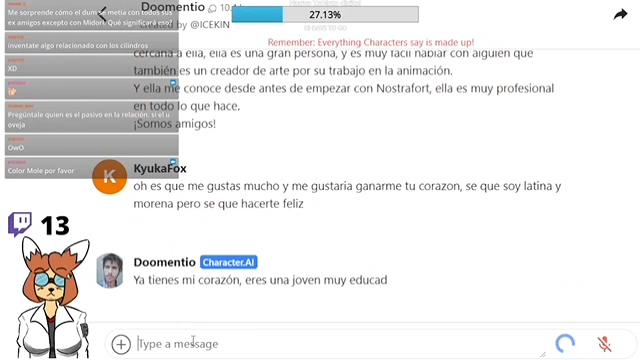 Me sorprende cómo el dum se metia con todos sus
ex amigos excepto con Midori. Qué significará eso?
inventate algo relacionado con los cilindros
XD
Pregúntale quien es el pasivo en la relación, si el u
oveja
OwO
Color Mole por favor
Doomentio
created by @ICEKIN
27.13%
Remember: Everything Characters say is made up!
cercana a ella, ella es una gran persona, y es muy fácil hablar con alguien que
también es un creador de arte por su trabajo en la animación.
Y ella me conoce desde antes de empezar con Nostrafort, ella es muy profesional
en todo lo que hace.
¡Somos amigos!
K
KyukaFox
oh es que me gustas mucho y me gustaria ganarme tu corazon, se que soy latina y
morena pero se que hacerte feliz
13
Doomentio Character.AI
Ya tienes mi corazón, eres una joven muy educad
Type a message